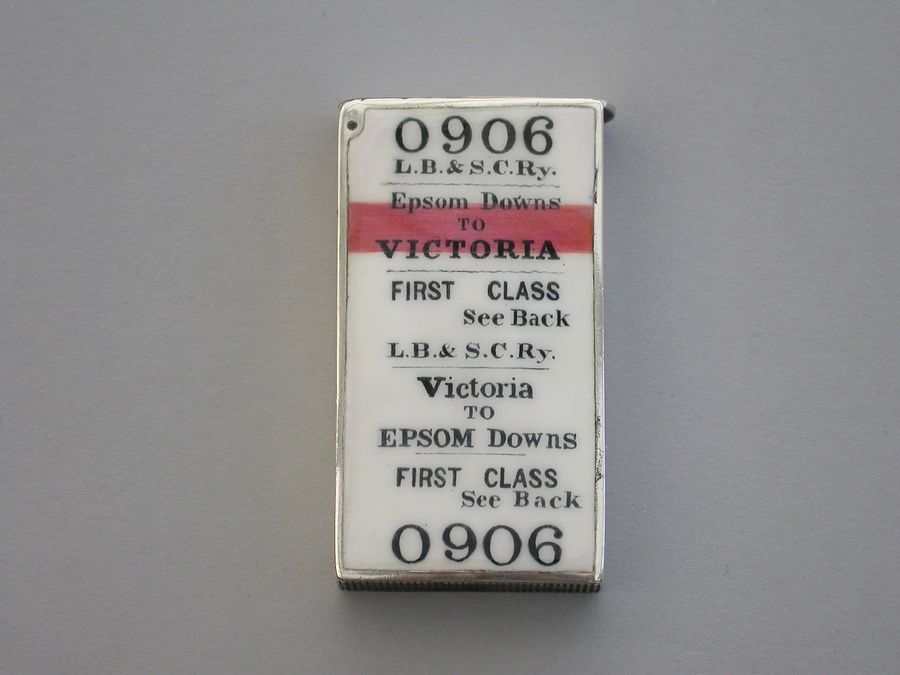 0906
L.B. & S.C.Ry.
Epsom Downs
TO
VICTORIA
FIRST CLASS
See Back
L.B. & S.C.Ry.
Victoria
TO
EPSOM Downs
FIRST CLASS
See Back
0906